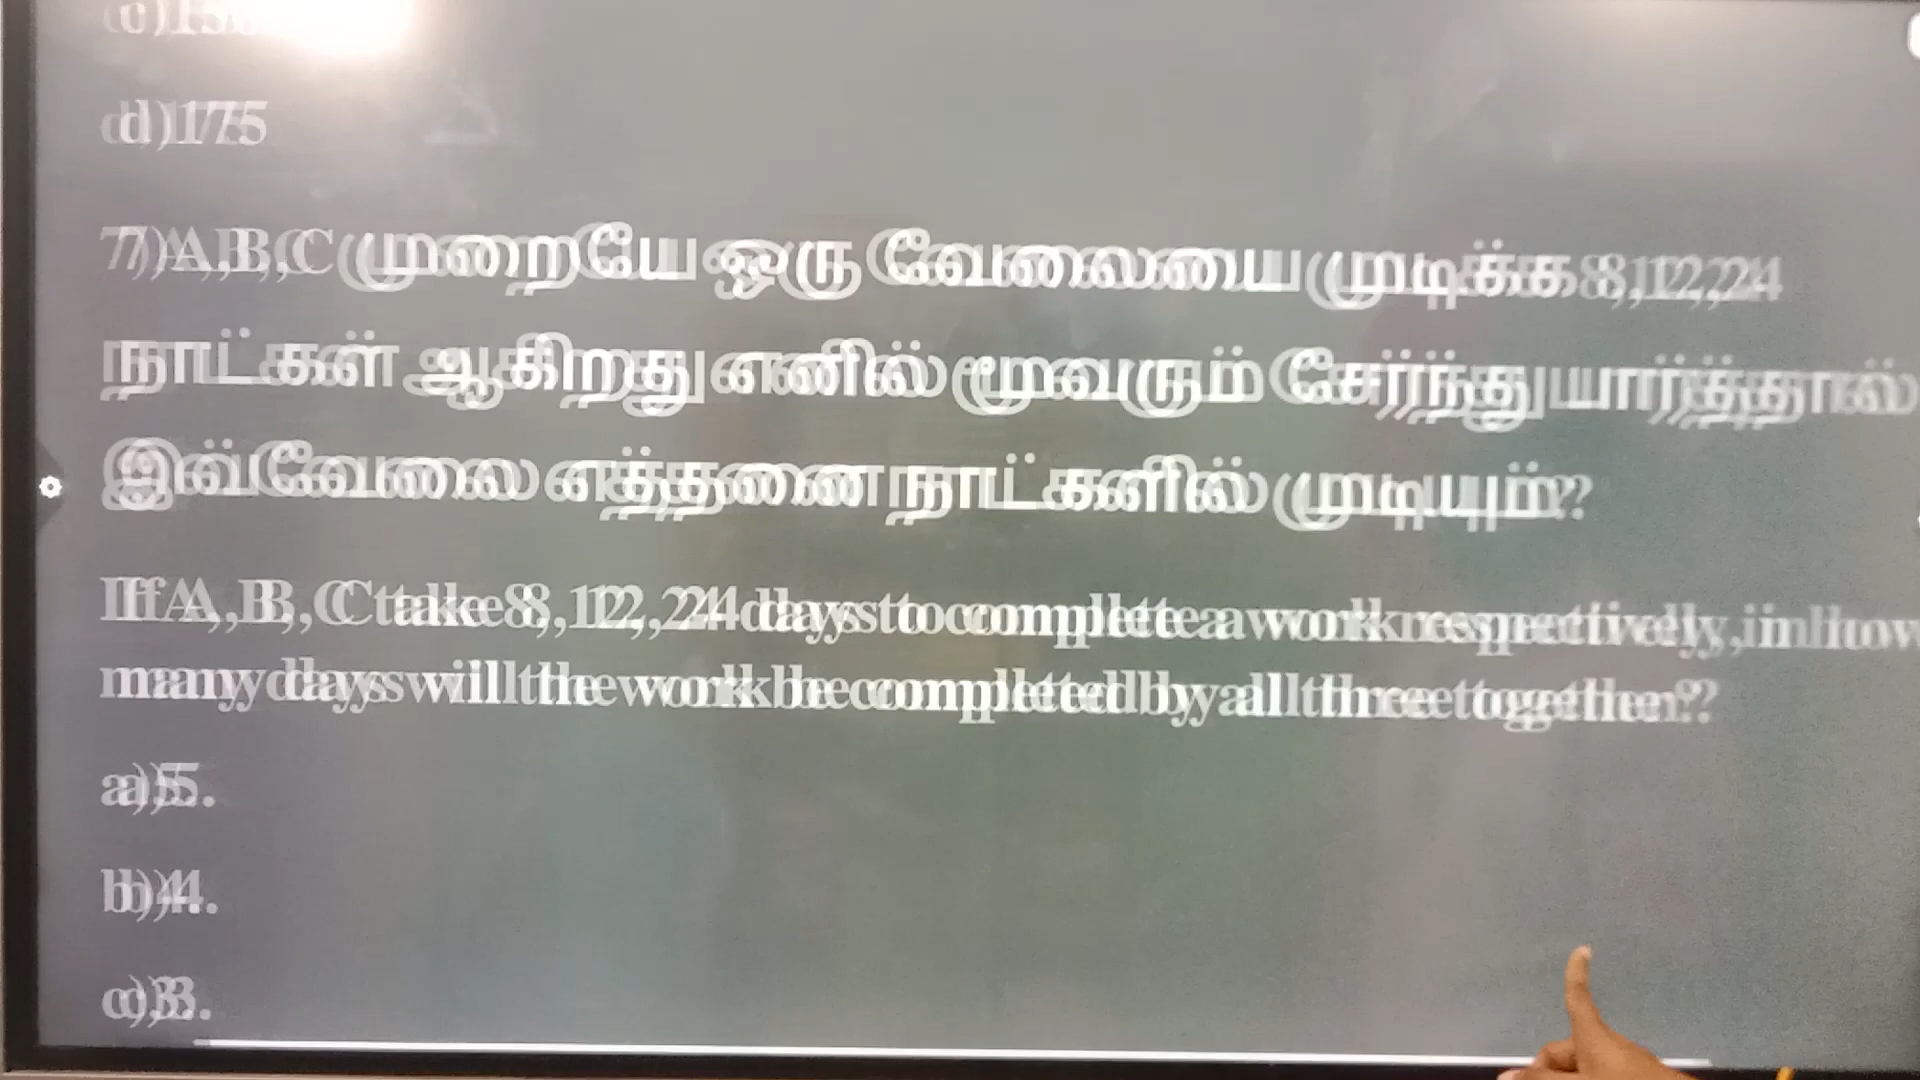 d)175
7)A,B,C முறையே ஒரு வேலையை முடிக்க 8,12,24
நாட்கள் ஆகிறது எனில் மூவரும் சேர்ந்து யார்த்தால்
இவ்வேலை எத்தனை நாட்களில் முடியும்?
If A,B,C take 8,12,24 days to complete a work respectively, in how
many days will the work be completed by all three together?
a)5.
b)4.
c)3.